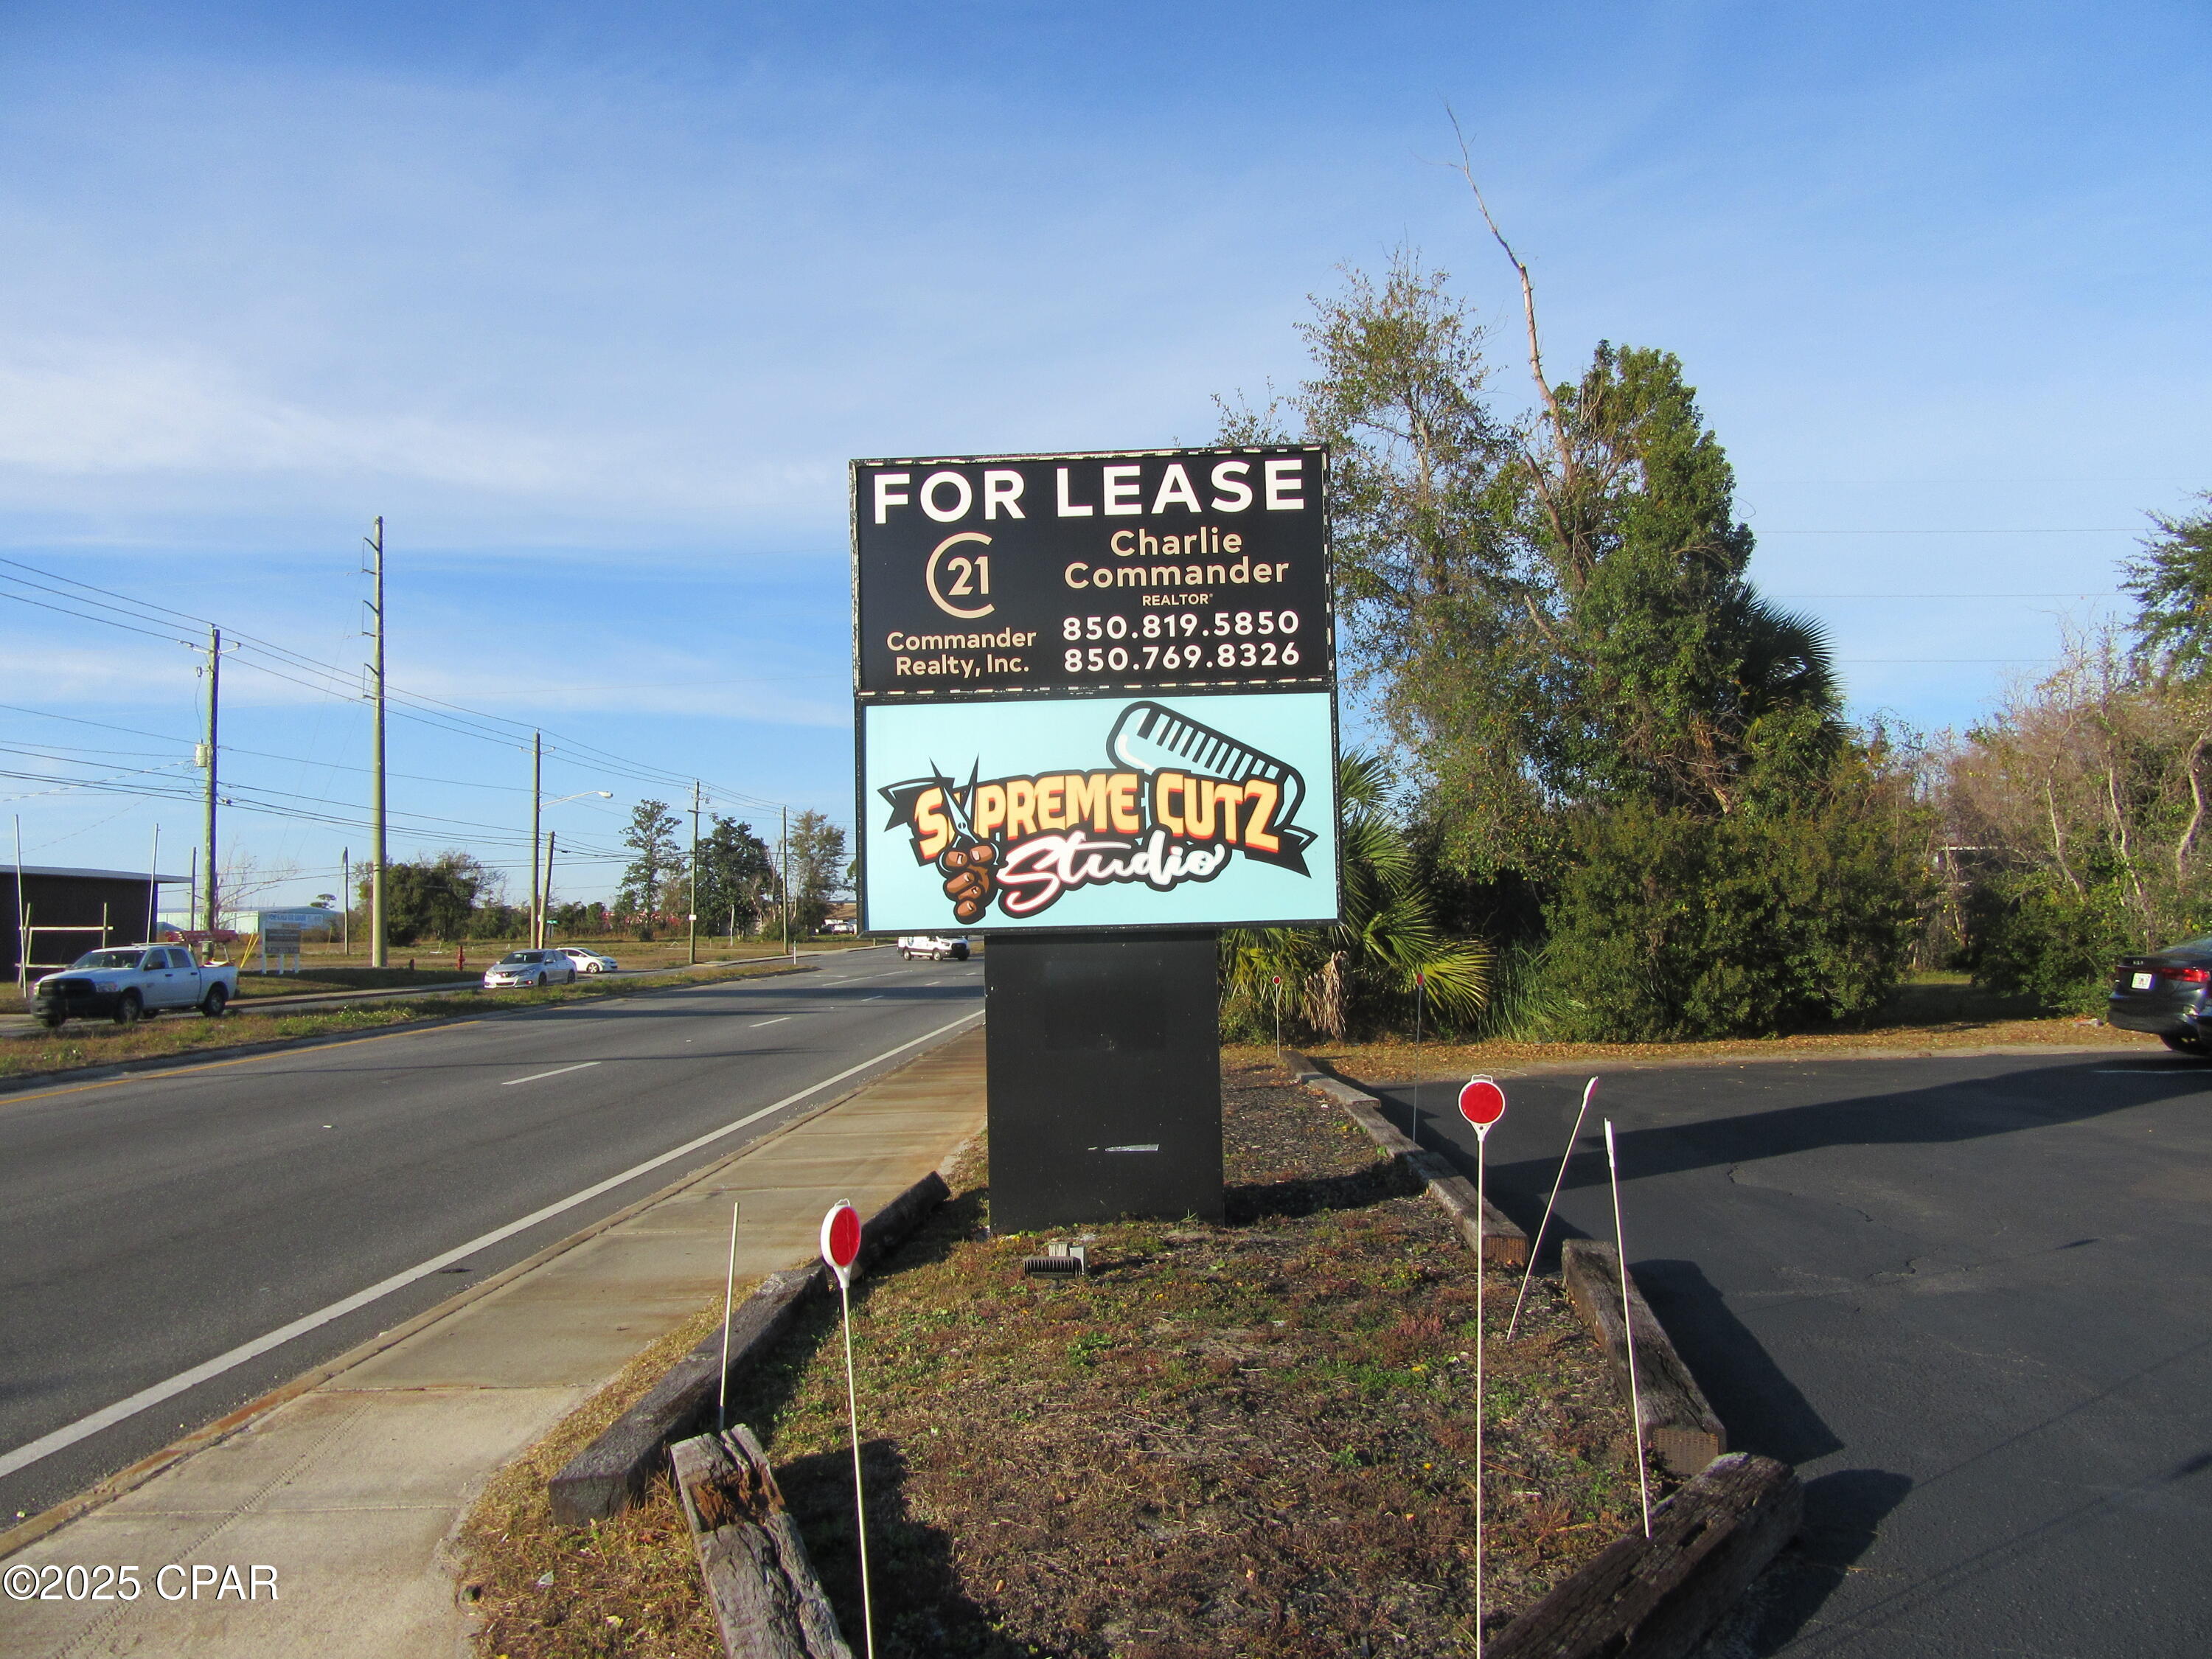 FOR LEASE
C21
Commander
Realty, Inc.
Charlie
Commander
REALTOR®
850.819.5850
850.769.8326
SUPREME CUTZ
Studio
©2025 CPAR